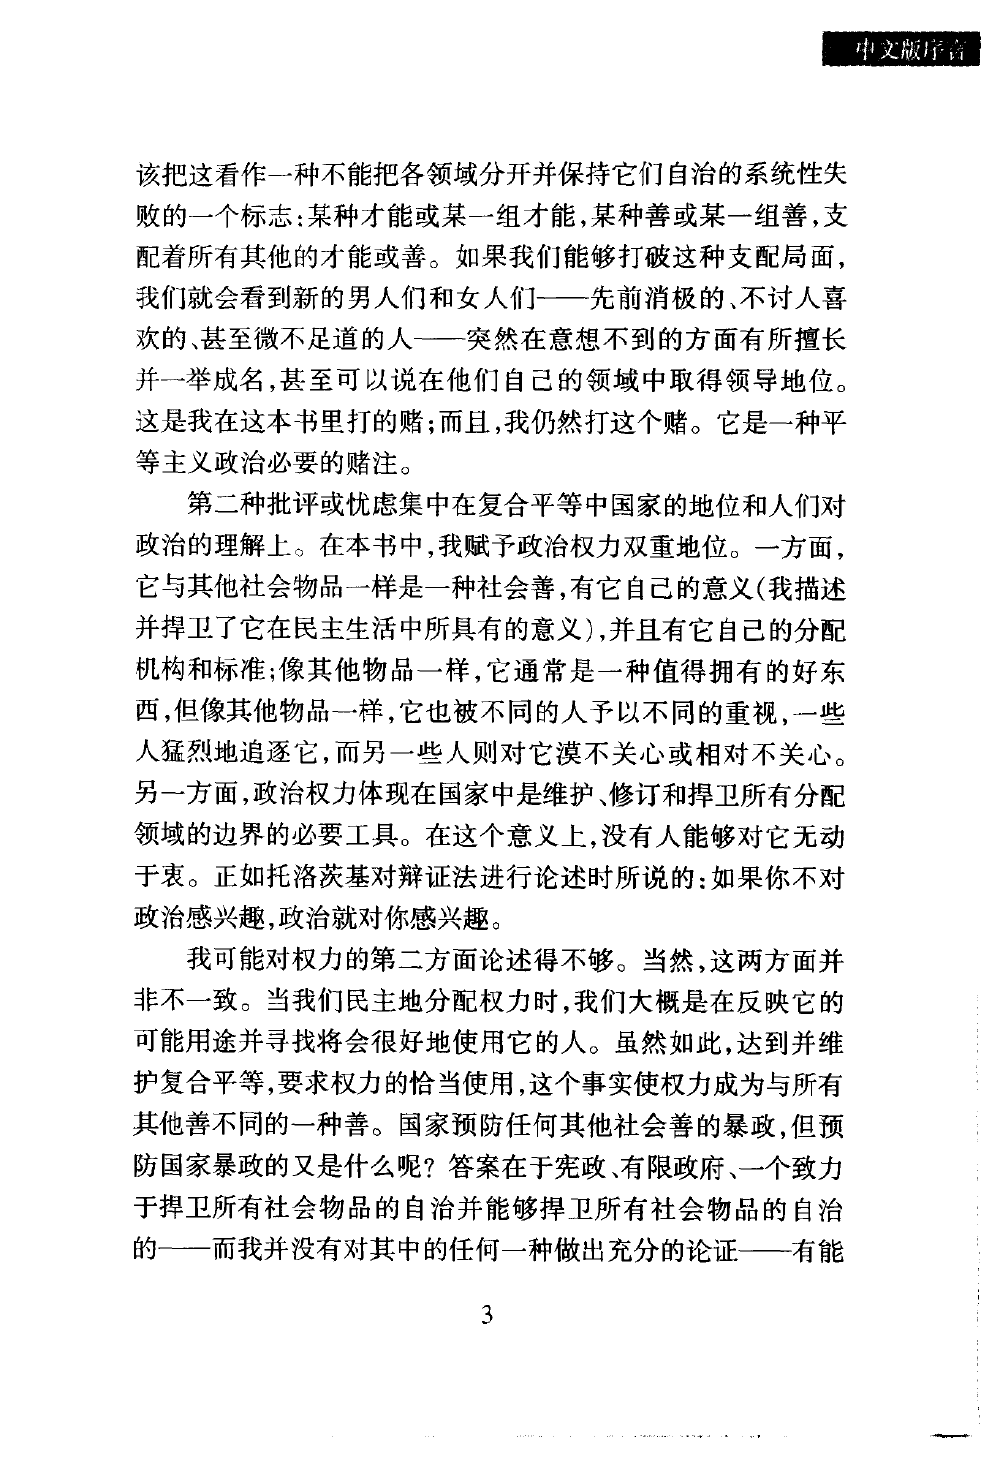 中文版序言
该把这看作一种不能把各领域分开并保持它们自治的系统性失
败的一个标志:某种才能或某一组才能,某种善或某一组善,支
配着所有其他的才能或善。如果我们能够打破这种支配局面,
我们就会看到新的男人们和女人们——先前消极的、不讨人喜
欢的、甚至微不足道的人——突然在意想不到的方面有所擅长
并一举成名,甚至可以说在他们自己的领域中取得领导地位。
这是我在这本书里打的赌;而且,我仍然打这个赌。它是一种平
等主义政治必要的赌注。
第二种批评或忧虑集中在复合平等中国家的地位和人们对
政治的理解上。在本书中,我赋予政治权力双重地位。一方面,
它与其他社会物品一样是一种社会善,有它自己的意义(我描述
并捍卫了它在民主生活中所具有的意义),并且有它自己的分配
机构和标准;像其他物品一样,它通常是一种值得拥有的好东
西,但像其他物品一样,它也被不同的人予以不同的重视,一些
人猛烈地追逐它,而另一些人则对它漠不关心或相对不关心。
另一方面,政治权力体现在国家中是维护、修订和捍卫所有分配
领域的边界的必要工具。在这个意义上,没有人能够对它无动
于衷。正如托洛茨基对辩证法进行论述时所说的:如果你不对
政治感兴趣,政治就对你感兴趣。
我可能对权力的第二方面论述得不够。当然,这两方面并
非不一致。当我们民主地分配权力时,我们大概是在反映它的
可能用途并寻找将会很好地使用它的人。虽然如此,达到并维
护复合平等,要求权力的恰当使用,这个事实使权力成为与所有
其他善不同的一种善。国家预防任何其他社会善的暴政,但预
防国家暴政的又是什么呢?答案在于宪政、有限政府、一个致力
于捍卫所有社会物品的自治并能够捍卫所有社会物品的自治
的——而我并没有对其中的任何一种做出充分的论证——有能
3